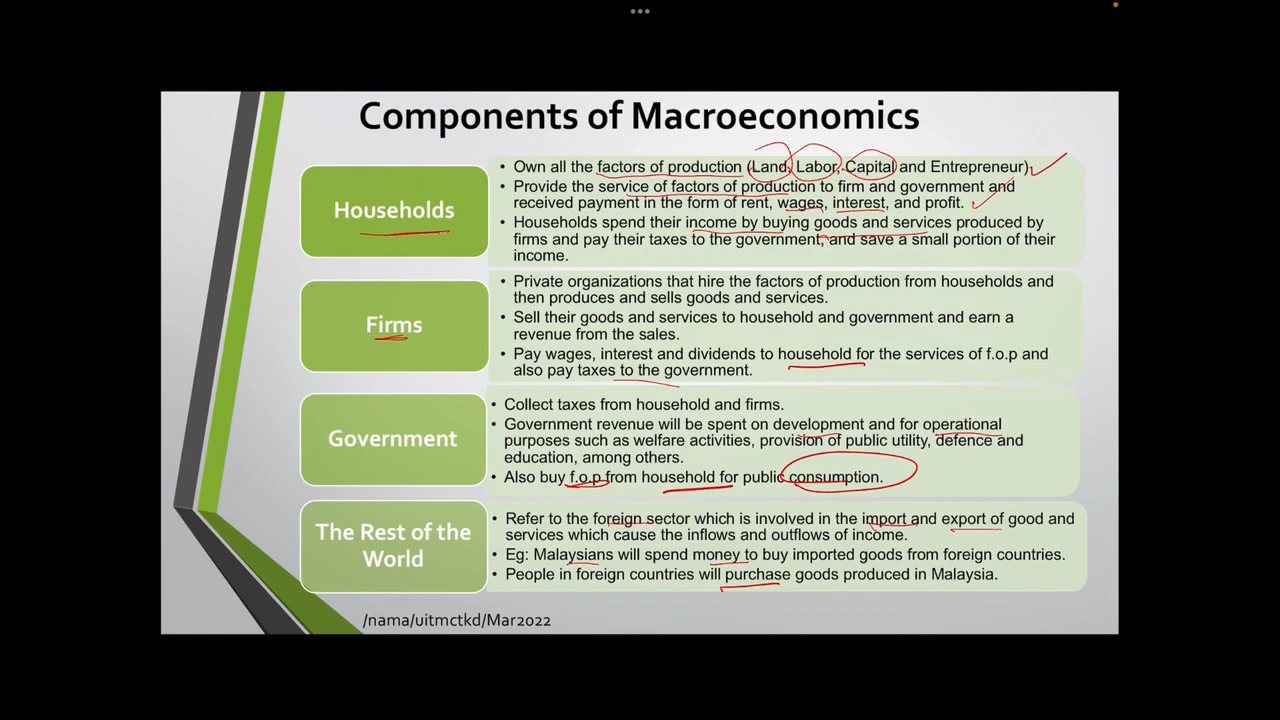 Components of Macroeconomics
Households
• Own all the factors of production (Land, Labor, Capital and Entrepreneur).
• Provide the service of factors of production to firm and government and
received payment in the form of rent, wages, interest, and profit.
• Households spend their income by buying goods and services produced by
firms and pay their taxes to the government, and save a small portion of their
income.
Firms
• Private organizations that hire the factors of production from households and
then produces and sells goods and services.
• Sell their goods and services to household and government and earn a
revenue from the sales.
• Pay wages, interest and dividends to household for the services of f.o.p and
also pay taxes to the government.
Government
• Collect taxes from household and firms.
• Government revenue will be spent on development and for operational
purposes such as welfare activities, provision of public utility, defence and
education, among others.
• Also buy f.o.p from household for public consumption.
The Rest of the
World
• Refer to the foreign sector which is involved in the import and export of good and
services which cause the inflows and outflows of income.
• Eg: Malaysians will spend money to buy imported goods from foreign countries.
• People in foreign countries will purchase goods produced in Malaysia.
/nama/uitmctkd/Mar2022